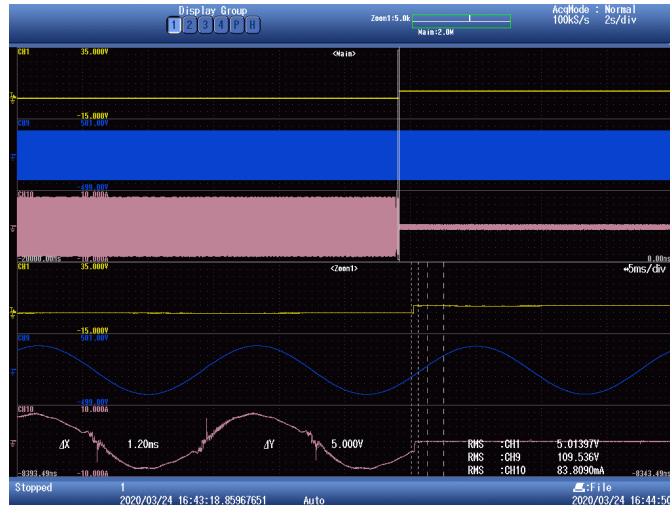 Display Group
1 2 3 4 P H
Zoom1:5.0k
Main:2.0M
AcqMode : Normal
100kS/s 2s/div
CH1 35.000V <Main>
-15.000V
CH9 501.00V
-499.00V
CH10 10.000A
-20000.00ms -10.000A 0.00ms
CH1 35.000V <Zoom1> 5ms/div
-15.000V
CH9 501.00V
-499.00V
CH10 10.000A
ΔX 1.20ms ΔY 5.000V
RMS :CH1 5.01397V
RMS :CH9 109.536V
RMS :CH10 83.8090mA
-8393.49ms -10.000A -8343.49ms
Stopped 1 :File
2020/03/24 16:43:18.85967651 Auto 2020/03/24 16:44:50